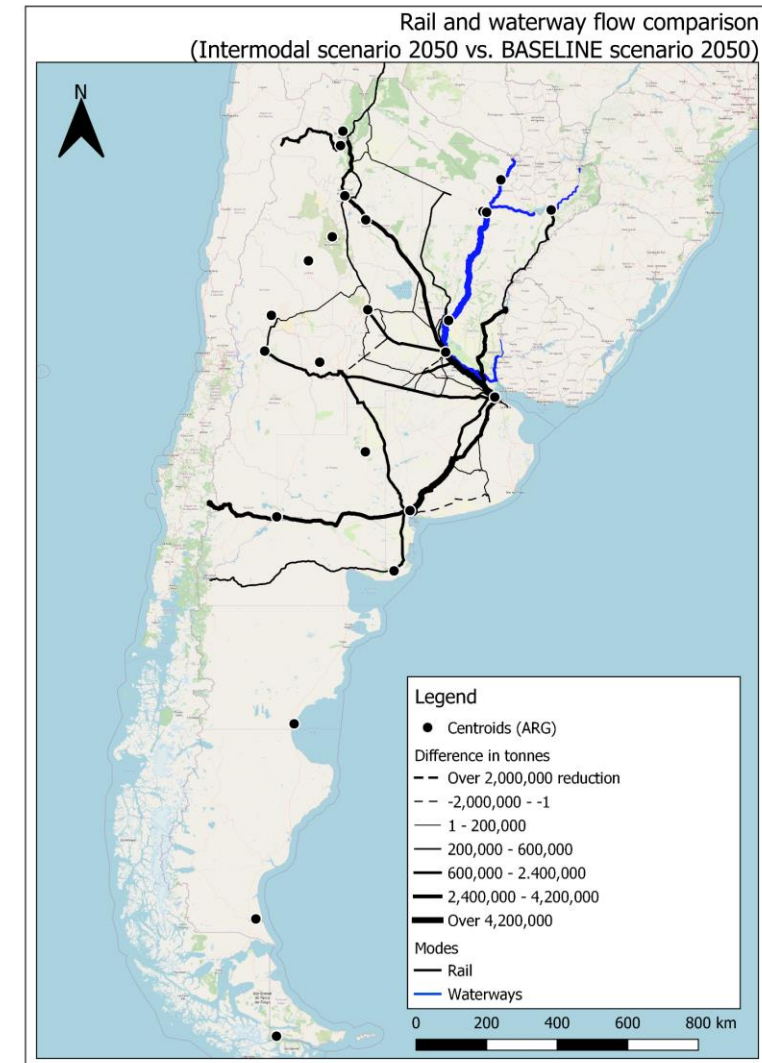 Rail and waterway flow comparison
(Intermodal scenario 2050 vs. BASELINE scenario 2050)
N
Legend
Centroids (ARG)
Difference in tonnes
Over 2,000,000 reduction
-2,000,000 - -1
1 - 200,000
200,000 - 600,000
600,000 - 2.400,000
2,400,000 - 4,200,000
Over 4,200,000
Modes
Rail
Waterways
0 200 400 600 800 km